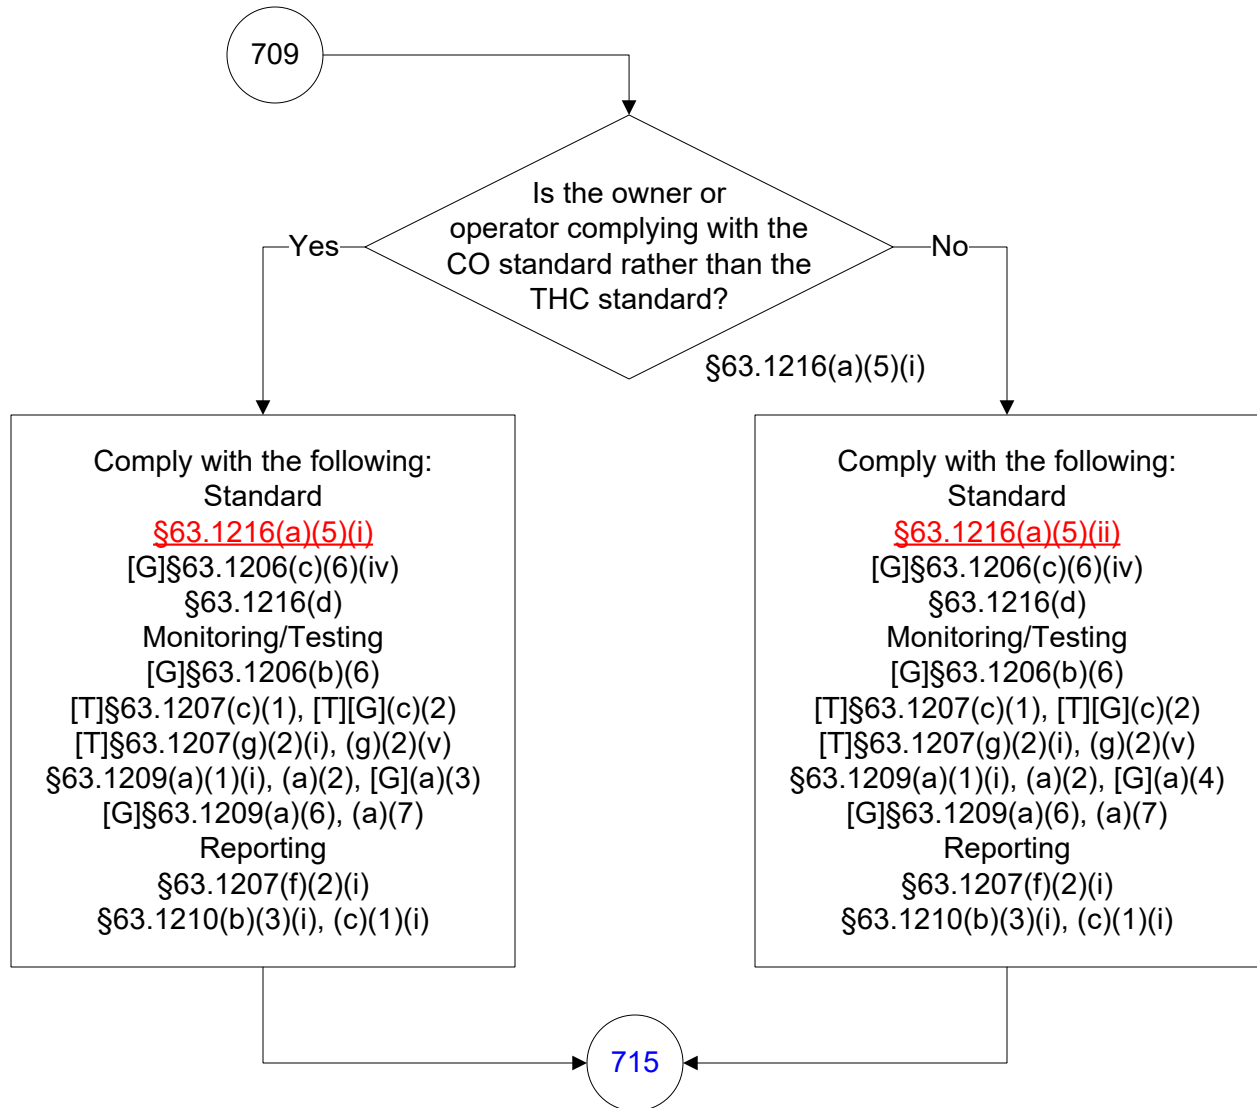 709
Is the owner or
operator complying with the
CO standard rather than the
THC standard?
Yes
No
§63.1216(a)(5)(i)
Comply with the following:
Standard
§63.1216(a)(5)(i)
[G]§63.1206(c)(6)(iv)
§63.1216(d)
Monitoring/Testing
[G]§63.1206(b)(6)
[T]§63.1207(c)(1), [T][G](c)(2)
[T]§63.1207(g)(2)(i), (g)(2)(v)
§63.1209(a)(1)(i), (a)(2), [G](a)(3)
[G]§63.1209(a)(6), (a)(7)
Reporting
§63.1207(f)(2)(i)
§63.1210(b)(3)(i), (c)(1)(i)
Comply with the following:
Standard
§63.1216(a)(5)(ii)
[G]§63.1206(c)(6)(iv)
§63.1216(d)
Monitoring/Testing
[G]§63.1206(b)(6)
[T]§63.1207(c)(1), [T][G](c)(2)
[T]§63.1207(g)(2)(i), (g)(2)(v)
§63.1209(a)(1)(i), (a)(2), [G](a)(4)
[G]§63.1209(a)(6), (a)(7)
Reporting
§63.1207(f)(2)(i)
§63.1210(b)(3)(i), (c)(1)(i)
715